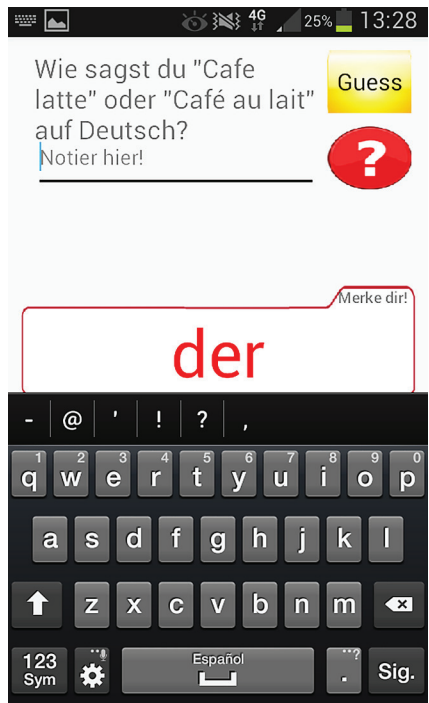 4G 25% 13:28
Wie sagst du "Cafe
latte" oder "Café au lait"
auf Deutsch?
Guess
Notier hier!
?
Merke dir!
der
- @ ' ! ? ,
1 2 3 4 5 6 7 8 9 0
q w e r t y u i o p
a s d f g h j k l
z x c v b n m
123
Sym
Español
...?
.
Sig.